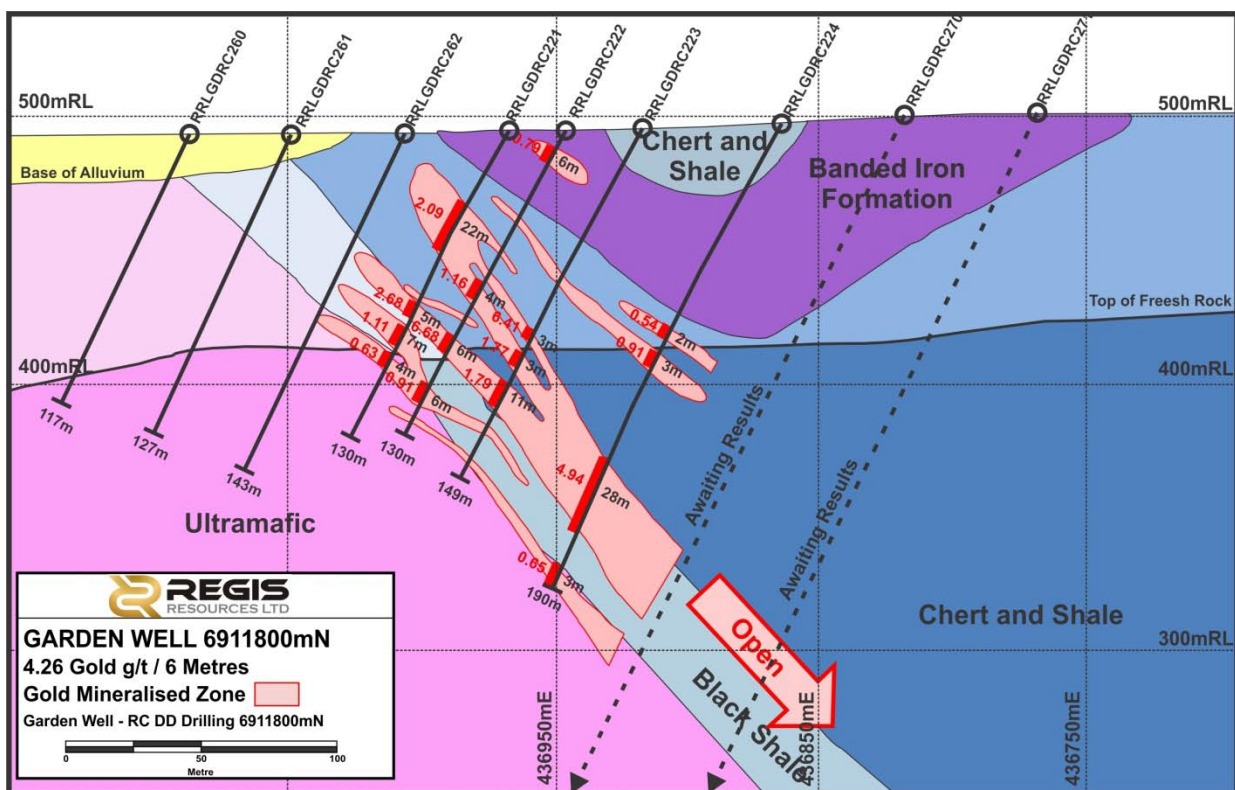 RRLGDRC260
RRLGDRC261
RRLGDRC262
RRLGDRC221
RRLGDRC222
RRLGDRC223
RRLGDRC224
RRLGDRC270
RRLGDRC271
500mRL
500mRL
Base of Alluvium
Chert and
Shale
Banded Iron
Formation
0.79
6m
2.09
22m
1.16
4m
2.68
5m
1.11
7m
0.63
4m
6.68
6m
0.91
6m
6.41
3m
1.77
3m
1.79
11m
0.54
2m
0.91
3m
Top of Freesh Rock
400mRL
400mRL
117m
127m
143m
130m
130m
149m
4.94
28m
0.65
3m
190m
Awaiting Results
Awaiting Results
Ultramafic
Chert and Shale
Black Shale
Open
300mRL
436950mE
436850mE
436750mE
REGIS
RESOURCES LTD
GARDEN WELL 6911800mN
4.26 Gold g/t / 6 Metres
Gold Mineralised Zone
Garden Well - RC DD Drilling 6911800mN
0 50 100
Metre